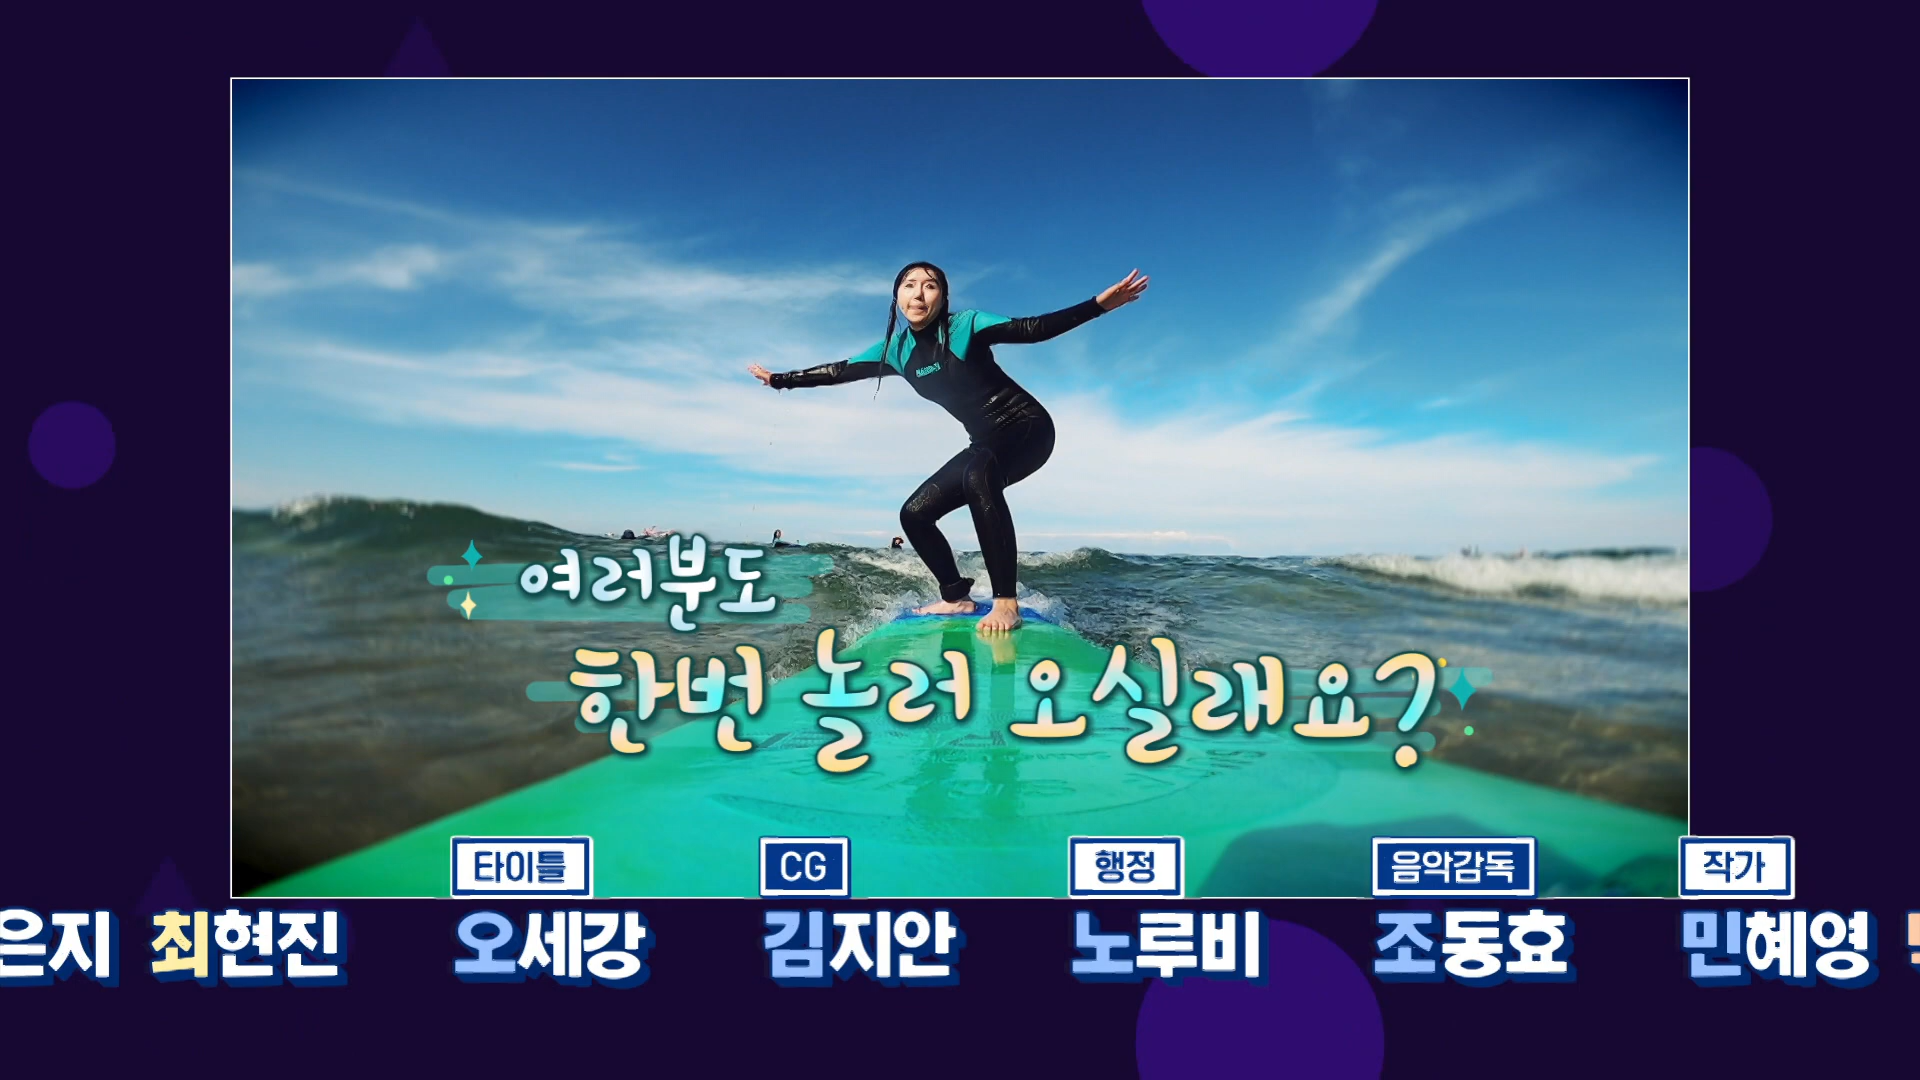 여러분도
한번 놀러 오실래요?
타이틀 CG 행정 음악감독 작가
은지 최현진 오세강 김지안 노루비 조동효 민혜영